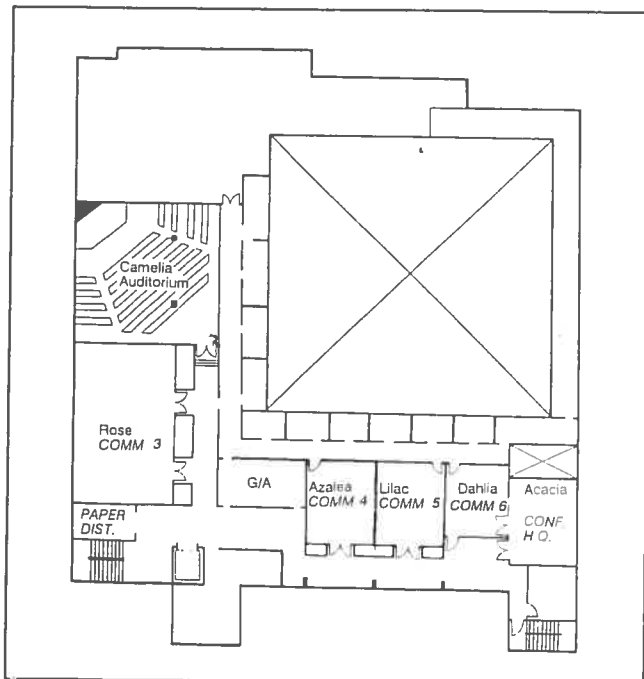 Camelia
Auditorium
Rose
COMM 3
G/A
Azalea
COMM 4
Lilac
COMM 5
Dahlia
COMM 6
Acacia
CONF.
H Q.
PAPER
DIST.